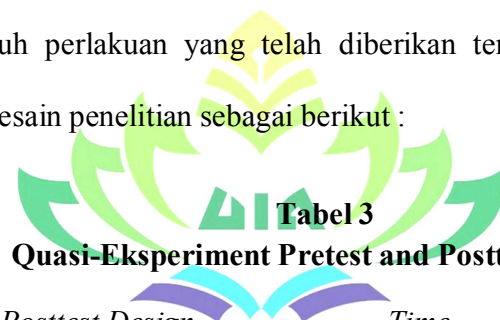 uh perlakuan yang telah diberikan ter
esain penelitian sebagai berikut :
Tabel 3
Quasi-Eksperiment Pretest and Postt
Posttest Design Time